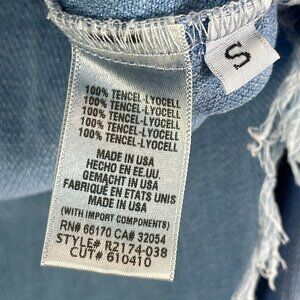 S
100% TENCEL-LYOCELL
100% TENCEL-LYOCELL
100% TENCEL-LYOCELL
100% TENCEL-LYOCELL
100% TENCEL-LYOCELL
MADE IN USA
HECHO EN EE.UU.
GEMACHT IN USA
FABRIQUÉ EN ETATS UNIS
MADE IN USA
(WITH IMPORT COMPONENTS)
RN# 66170 CA# 32054
STYLE# R2174-038
CUT# 610410